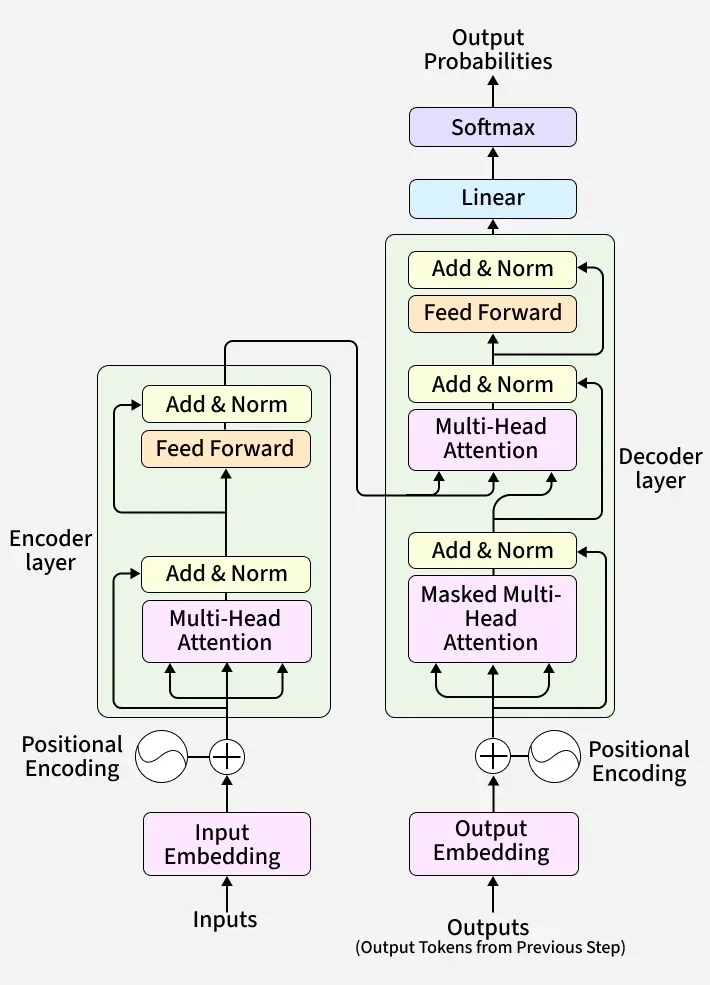 Output
Probabilities
Softmax
Linear
Add & Norm
Feed Forward
Add & Norm
Multi-Head
Attention
Decoder
layer
Add & Norm
Masked Multi-
Head
Attention
Add & Norm
Feed Forward
Encoder
layer
Add & Norm
Multi-Head
Attention
Positional
Encoding
Positional
Encoding
Input
Embedding
Output
Embedding
Inputs
Outputs
(Output Tokens from Previous Step)